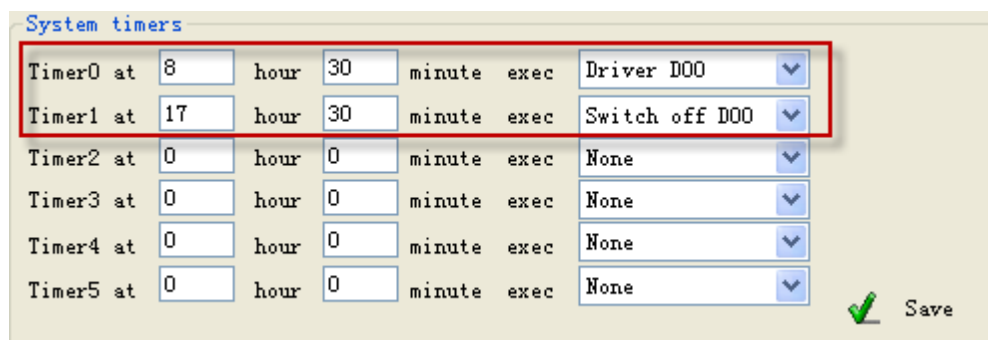 System timers
Timer0 at 8 hour 30 minute exec Driver DO0
Timer1 at 17 hour 30 minute exec Switch off DO0
Timer2 at 0 hour 0 minute exec None
Timer3 at 0 hour 0 minute exec None
Timer4 at 0 hour 0 minute exec None
Timer5 at 0 hour 0 minute exec None
Save